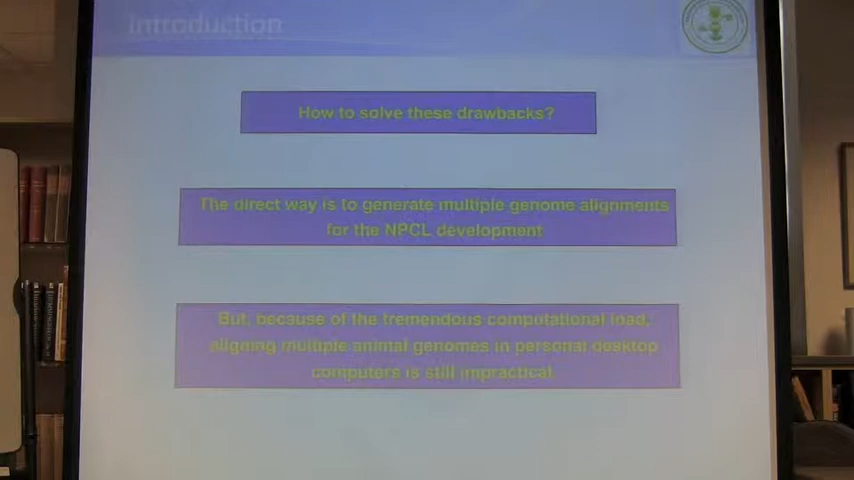 Introduction
How to solve these drawbacks?
The direct way is to generate multiple genome alignments
for the NPCL development
But, because of the tremendous computational load,
aligning multiple animal genomes in personal desktop
computers is still impractical